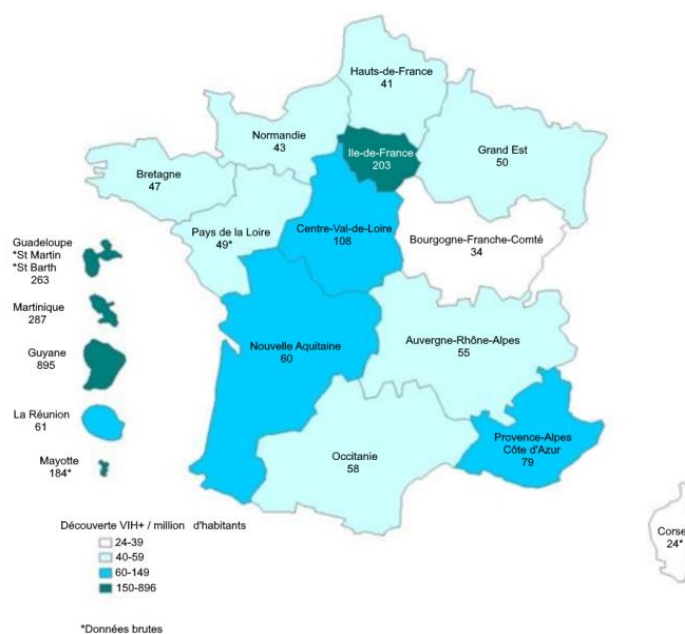 Hauts-de-France
41
Normandie
43
Ile-de-France
203
Grand Est
50
Bretagne
47
Pays de la Loire
49*
Centre-Val-de-Loire
108
Bourgogne-Franche-Comté
34
Guadeloupe
*St Martin
*St Barth
263
Martinique
287
Guyane
895
La Réunion
61
Mayotte
184*
Nouvelle Aquitaine
60
Auvergne-Rhône-Alpes
55
Occitanie
58
Provence-Alpes
Côte d'Azur
79
Corse
24*
Découverte VIH+ / million d'habitants
24-39
40-59
60-149
150-896
*Données brutes